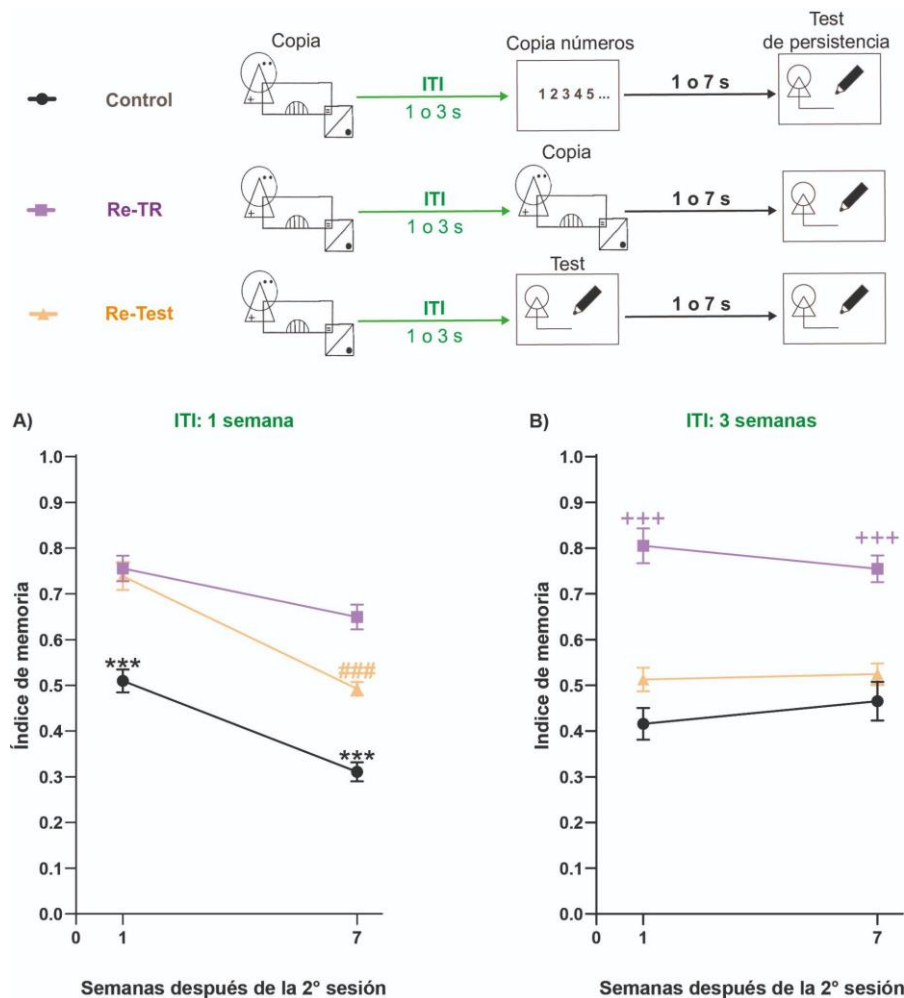 Copia
Copia números
Test
de persistencia
Control
ITI
1 o 3 s
1 2 3 4 5 ...
1 o 7 s
Copia
Re-TR
ITI
1 o 3 s
1 o 7 s
Test
Re-Test
ITI
1 o 3 s
1 o 7 s
A)
ITI: 1 semana
Índice de memoria
1.0
0.9
0.8
0.7
0.6
0.5
0.4
0.3
0.2
0.1
0.0
***
###
***
0
1
7
Semanas después de la 2° sesión
B)
ITI: 3 semanas
Indice de memoria
1.0
0.9
0.8
0.7
0.6
0.5
0.4
0.3
0.2
0.1
0.0
+++
+++
0
1
7
Semanas después de la 2° sesión